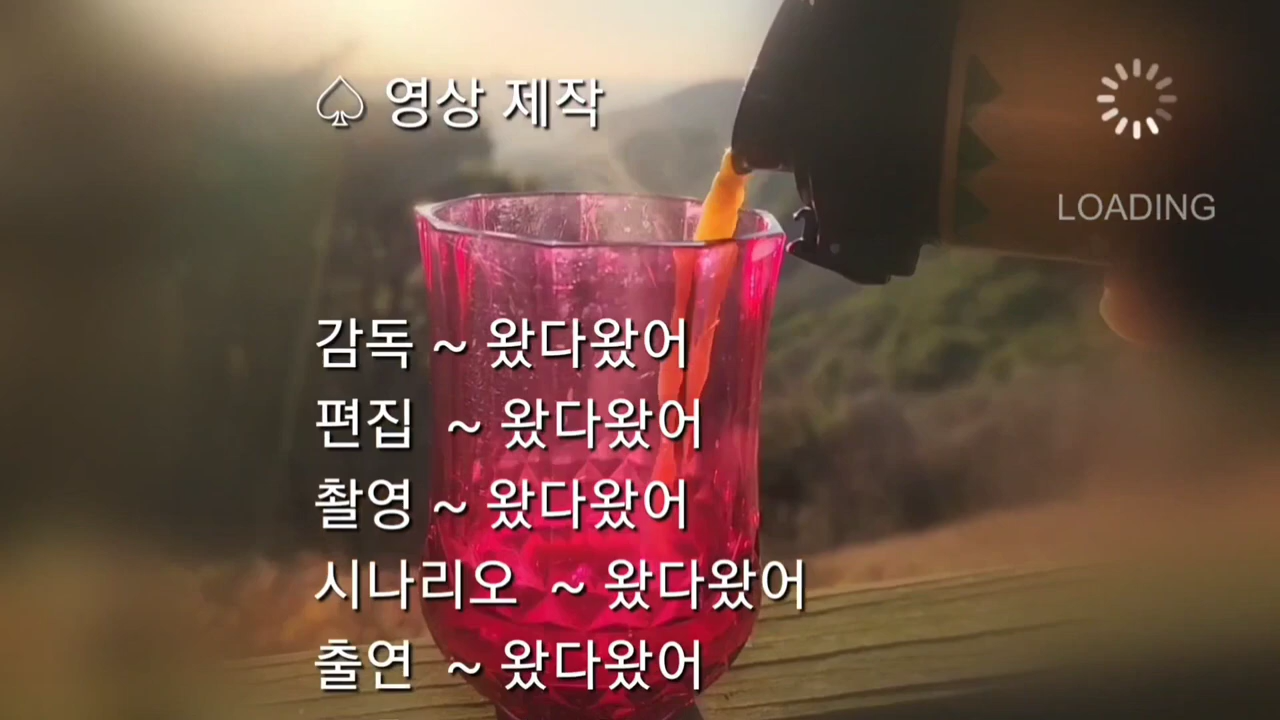 ♤ 영상 제작
LOADING
감독 ~ 왔다왔어
편집 ~ 왔다왔어
촬영 ~ 왔다왔어
시나리오 ~ 왔다왔어
출연 ~ 왔다왔어